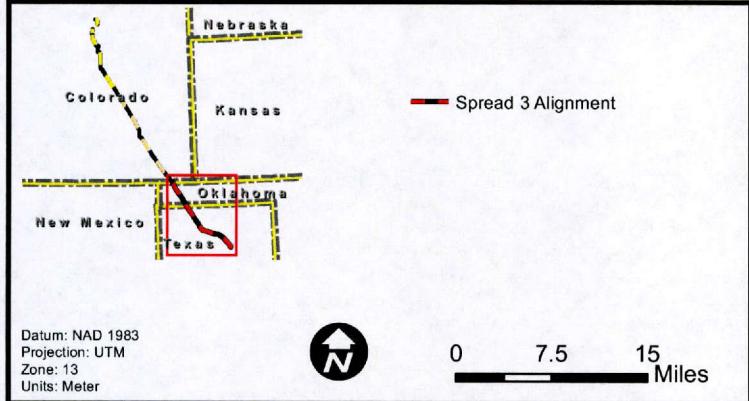 Nebraska
Colorado
Kansas
Spread 3 Alignment
Oklahoma
New Mexico
Texas
Datum: NAD 1983
Projection: UTM
Zone: 13
Units: Meter
N
0 7.5 15
Miles